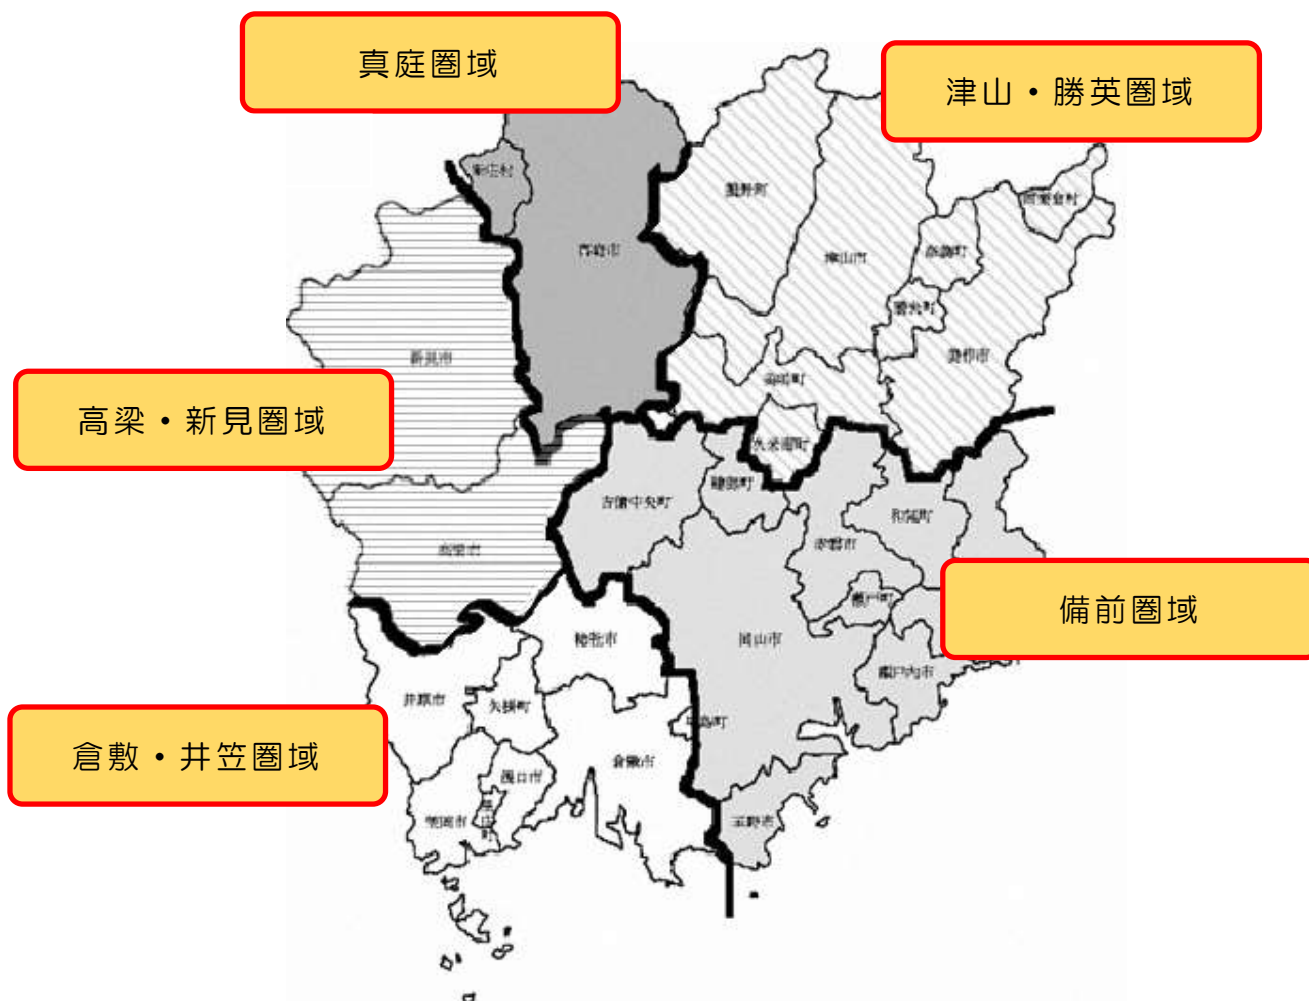 真庭圏域
津山・勝英圏域
新庄村
鏡野町
西粟倉村
真庭市
津山市
奈義町
勝央町
新見市
美作市
美咲町
高梁・新見圏域
久米南町
建部町
吉備中央町
和気町
赤磐市
高梁市
瀬戸町
備前圏域
総社市
岡山市
瀬戸内市
井原市
矢掛町
早島町
倉敷・井笠圏域
倉敷市
浅口市
笠岡市
里庄町
玉野市